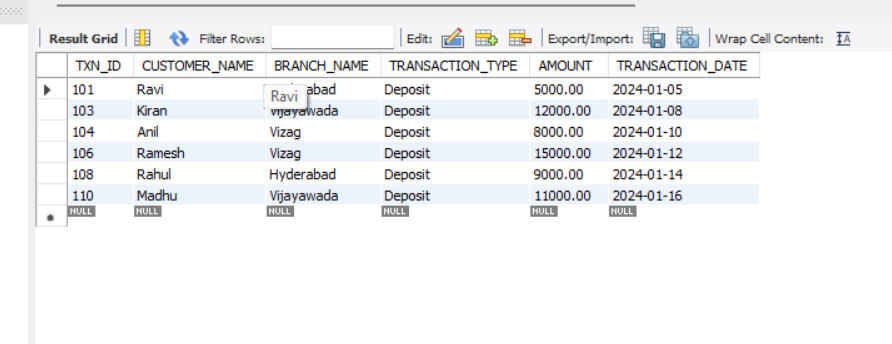 Result Grid Filter Rows: Edit: Export/Import: Wrap Cell Content: IA
TXN_ID CUSTOMER_NAME BRANCH_NAME TRANSACTION_TYPE AMOUNT TRANSACTION_DATE
101 Ravi abad Deposit 5000.00 2024-01-05
Ravi
103 Kiran Vijayawada Deposit 12000.00 2024-01-08
104 Anil Vizag Deposit 8000.00 2024-01-10
106 Ramesh Vizag Deposit 15000.00 2024-01-12
108 Rahul Hyderabad Deposit 9000.00 2024-01-14
110 Madhu Vijayawada Deposit 11000.00 2024-01-16
NULL NULL NULL NULL NULL NULL